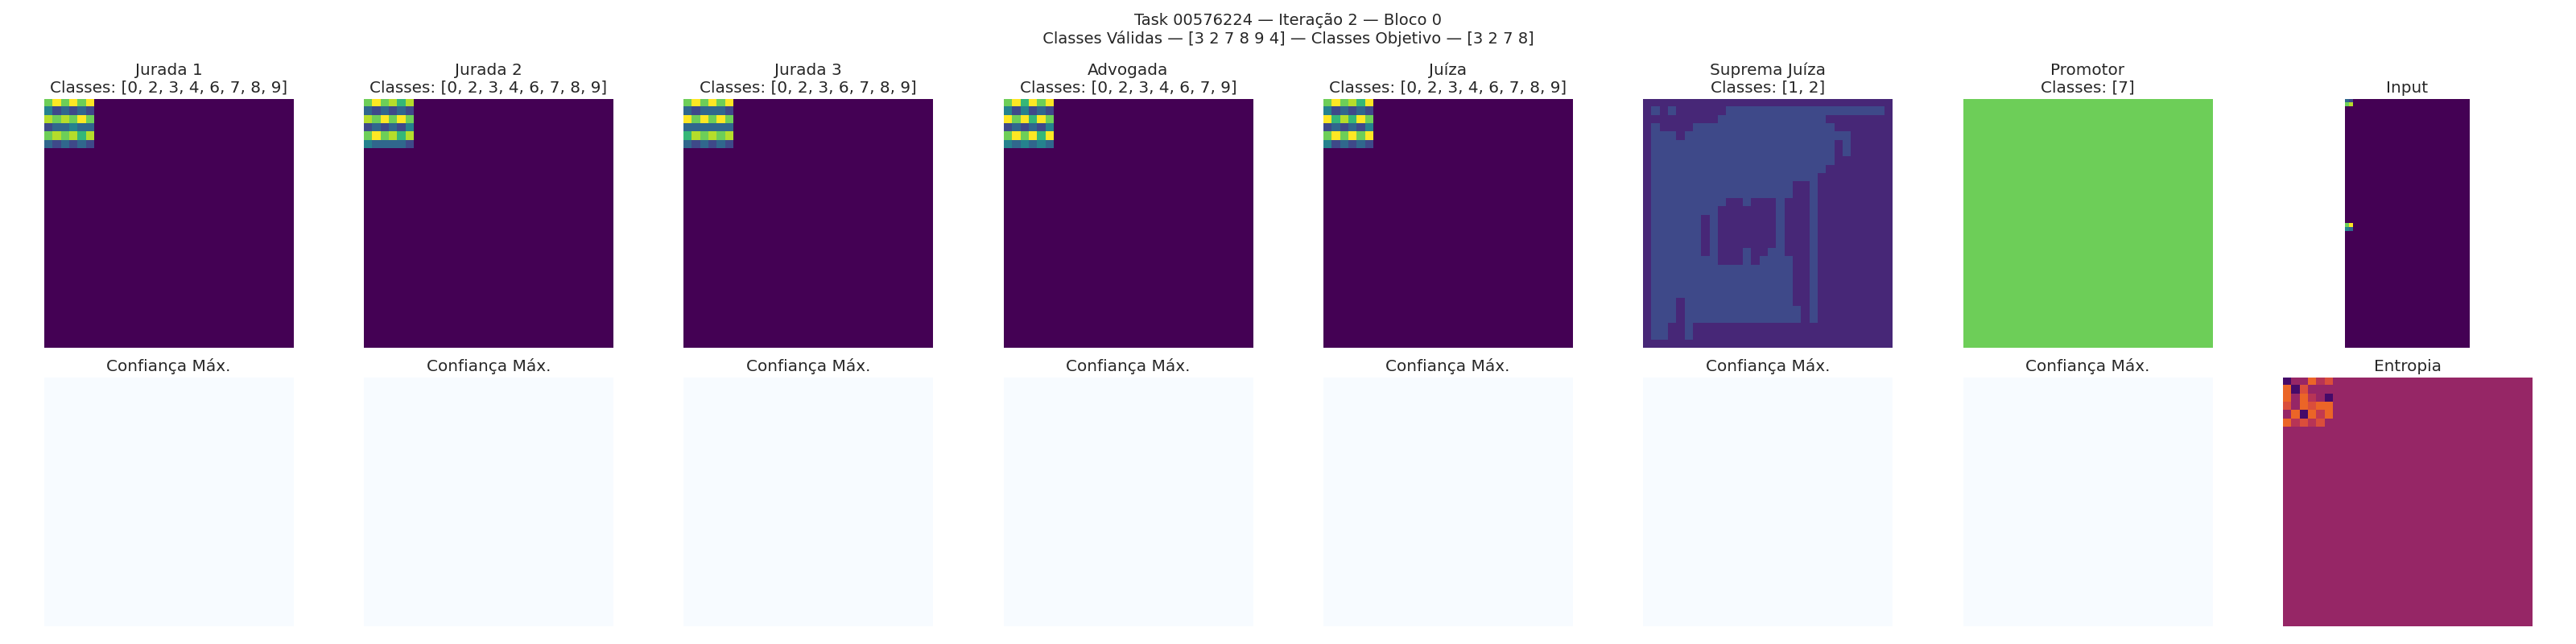 Task 00576224 — Iteração 2 — Bloco 0
Classes Válidas — [3 2 7 8 9 4] — Classes Objetivo — [3 2 7 8]
Jurada 1
Classes: [0, 2, 3, 4, 6, 7, 8, 9]
Jurada 2
Classes: [0, 2, 3, 4, 6, 7, 8, 9]
Jurada 3
Classes: [0, 2, 3, 6, 7, 8, 9]
Advogada
Classes: [0, 2, 3, 4, 6, 7, 9]
Juíza
Classes: [0, 2, 3, 4, 6, 7, 8, 9]
Suprema Juíza
Classes: [1, 2]
Promotor
Classes: [7]
Input
Confiança Máx.
Confiança Máx.
Confiança Máx.
Confiança Máx.
Confiança Máx.
Confiança Máx.
Confiança Máx.
Entropia